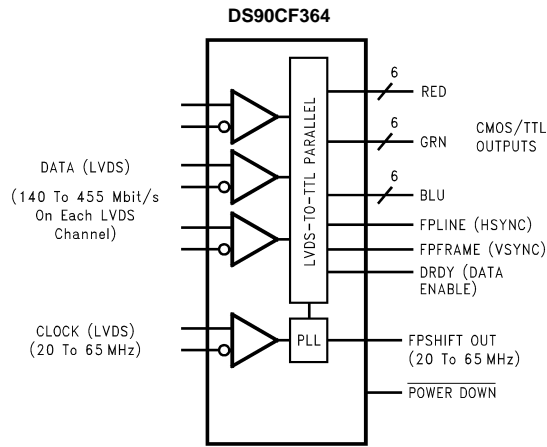 DS90CF364
DATA (LVDS)
(140 To 455 Mbit/s
On Each LVDS
Channel)
CLOCK (LVDS)
(20 To 65 MHz)
LVDS-TO-TTL PARALLEL
PLL
6
RED
6
GRN
CMOS/TTL
OUTPUTS
6
BLU
FPLINE (HSYNC)
FPFRAME (VSYNC)
DRDY (DATA
ENABLE)
FPSHIFT OUT
(20 To 65 MHz)
POWER DOWN